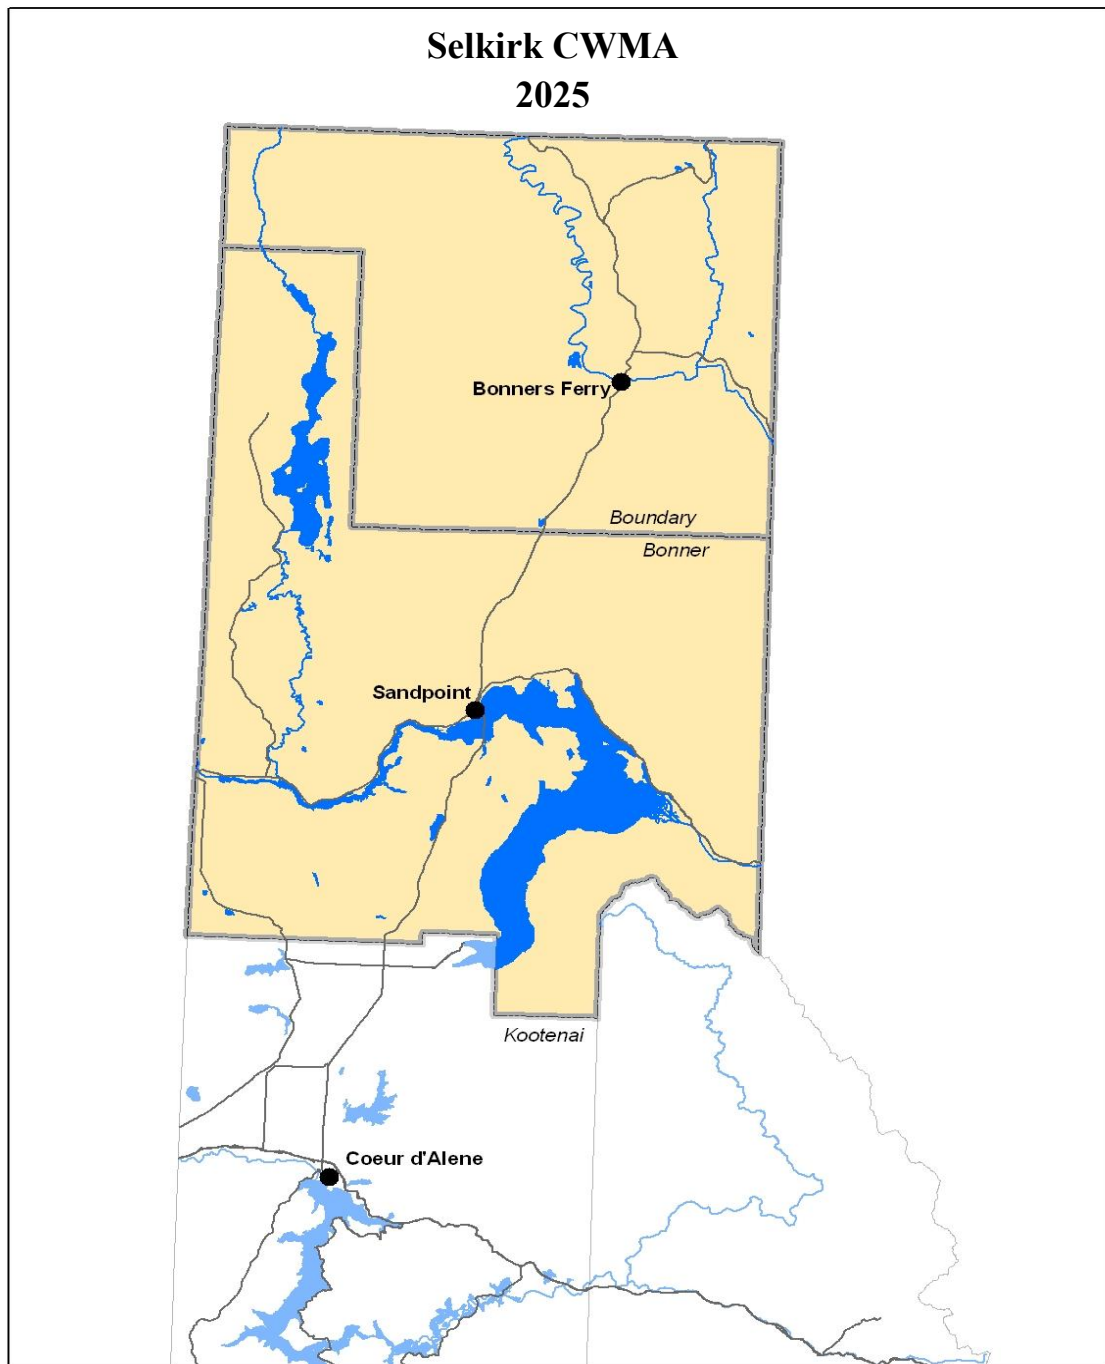 Selkirk CWMA
2025
Bonners Ferry
Boundary
Bonner
Sandpoint
Kootenai
Coeur d'Alene